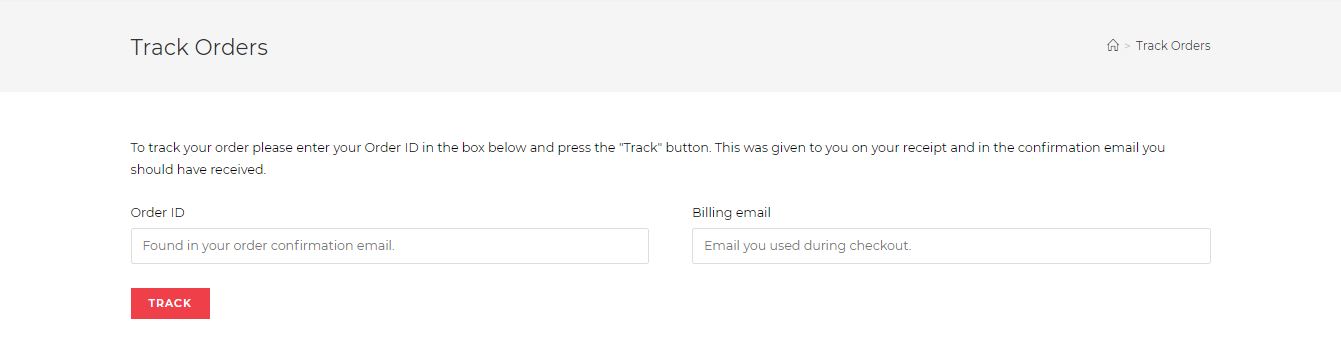 Track Orders
> Track Orders
To track your order please enter your Order ID in the box below and press the "Track" button. This was given to you on your receipt and in the confirmation email you
should have received.
Order ID
Billing email
Found in your order confirmation email.
Email you used during checkout.
TRACK